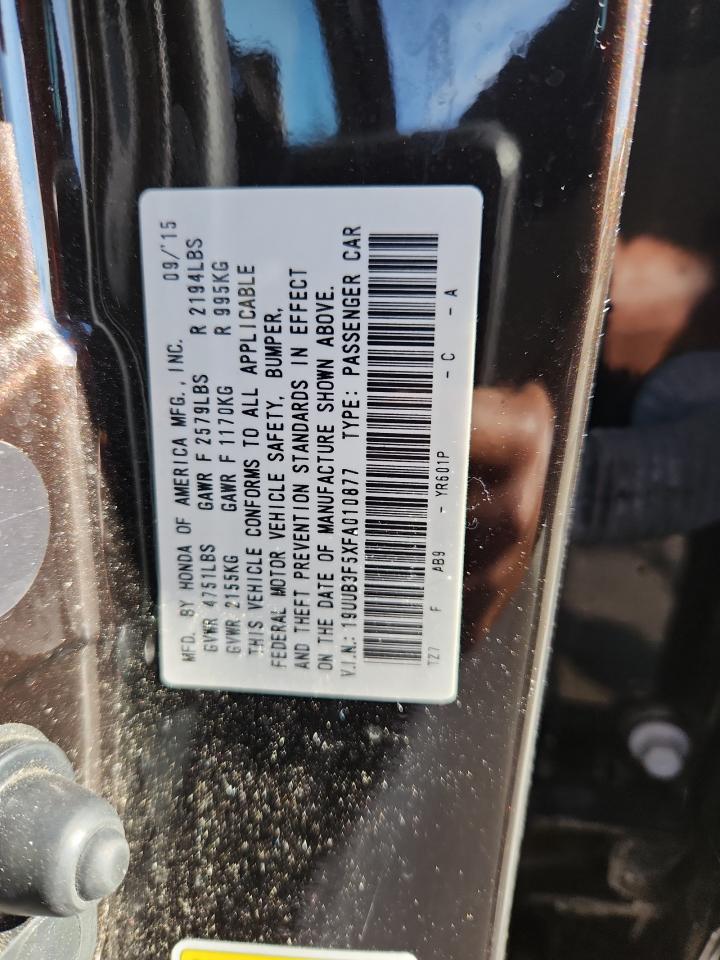 MFD. BY HONDA OF AMERICA MFG., INC. 09/'15
GVWR 4751LBS GAWR F 2579LBS R 2194LBS
GVWR 2155KG GAWR F 1170KG R 995KG
THIS VEHICLE CONFORMS TO ALL APPLICABLE
FEDERAL MOTOR VEHICLE SAFETY, BUMPER,
AND THEFT PREVENTION STANDARDS IN EFFECT
ON THE DATE OF MANUFACTURE SHOWN ABOVE.
V.I.N.: 19UUB3F5XFA010877 TYPE: PASSENGER CAR
TZ7 F AB9 - YR601P - C - A